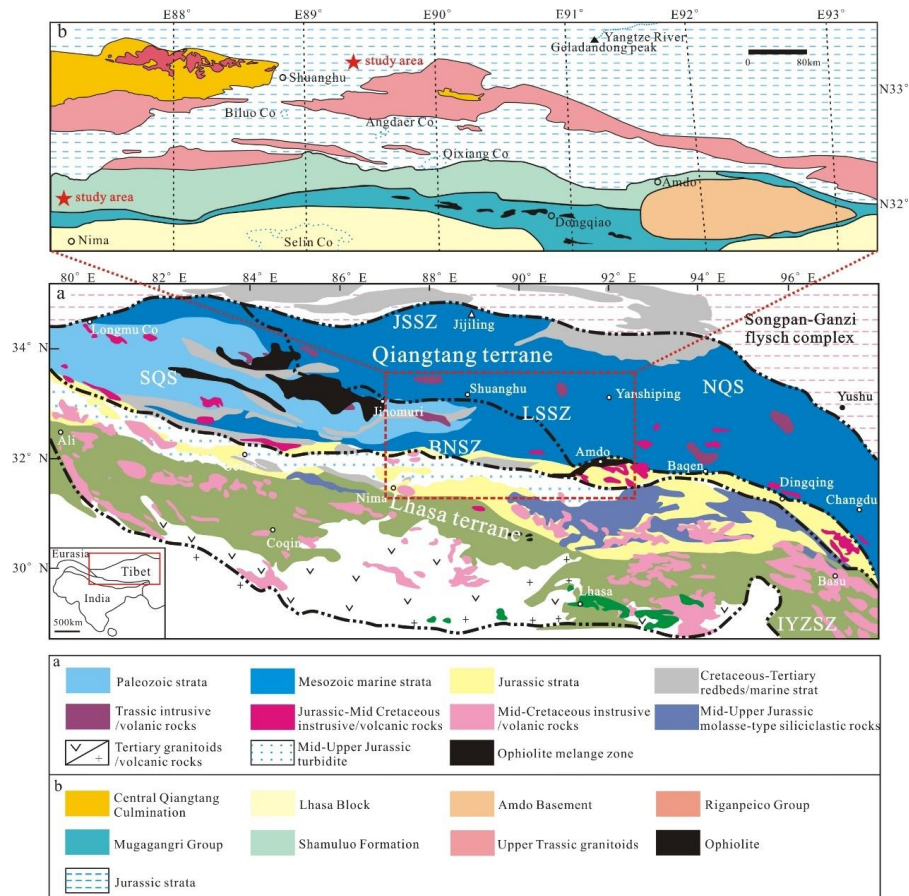 E88° E89° E90° E91° E92° E93°
b
Yangtze River
Geladandong peak
0 80km
study area
Shuanghu
N33°
Biluo Co
Angdaer Co
Qixiang Co
Amdo
study area
N32°
Dongqiao
Nima
Selin Co
80° E 82° 84° 86° 88° 90° 92° 94° 96°
a
Longmu Co
JSSZ
Jijiling
Songpan-Ganzi
flysch complex
34° N
Qiangtang terrane
SQS
Shuanghu
Yanshiping
NQS
Yushu
Jinomuri
LSSZ
Ali
BNSZ
Amdo
32°
Baqen
Dingqing
Nima
Changdu
Lhasa terrane
Coqin
30°
Basu
Eurasia
Tibet
Lhasa
India
IYZSZ
500km
a
Paleozoic strata
Mesozoic marine strata
Jurassic strata
Cretaceous-Tertiary
redbeds/marine strat
Trassic intrusive
/volanic rocks
Jurassic-Mid Cretaceous
instrusive/volcanic rocks
Mid-Cretaceous instrusive
/volanic rocks
Mid-Upper Jurassic
molasse-type siliciclastic rocks
Tertiary granitoids
/volcanic rocks
Mid-Upper Jurassic
turbidite
Ophiolite melange zone
b
Central Qiangtang
Culmination
Lhasa Block
Amdo Basement
Riganpeico Group
Mugagangri Group
Shamuluo Formation
Upper Trassic granitoids
Ophiolite
Jurassic strata